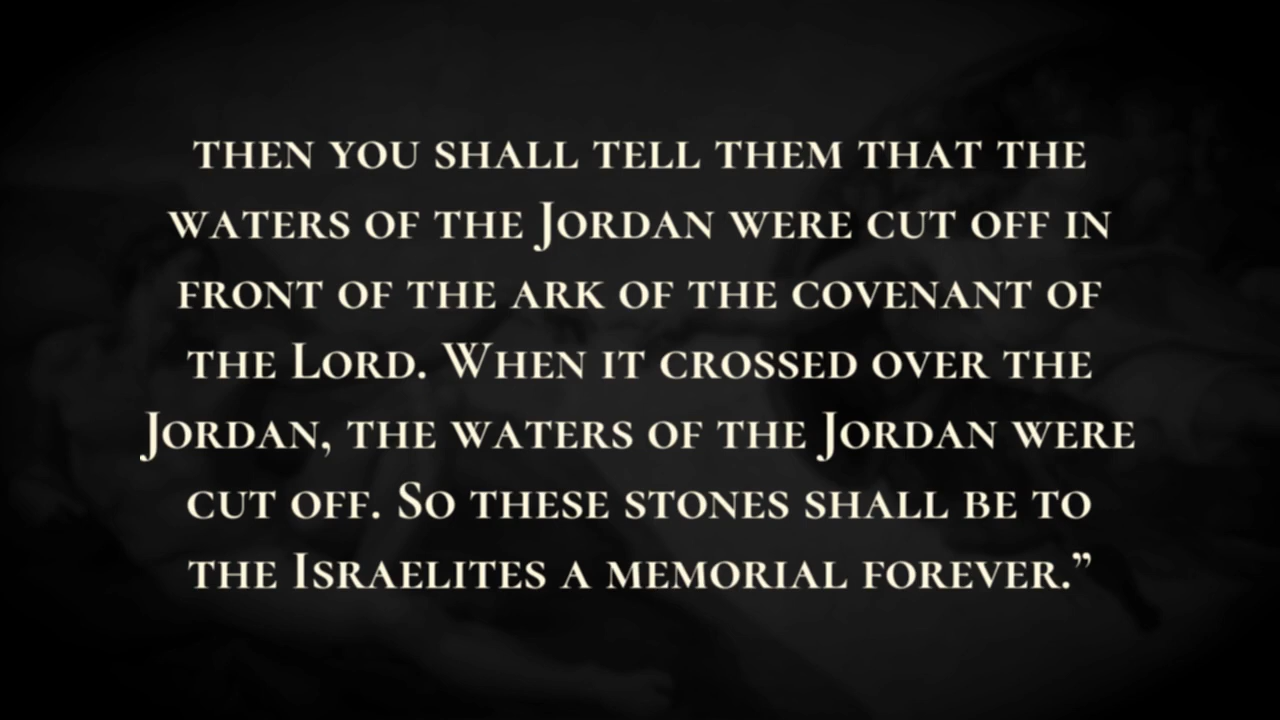 then you shall tell them that the
waters of the Jordan were cut off in
front of the ark of the covenant of
the Lord. When it crossed over the
Jordan, the waters of the Jordan were
cut off. So these stones shall be to
the Israelites a memorial forever.”